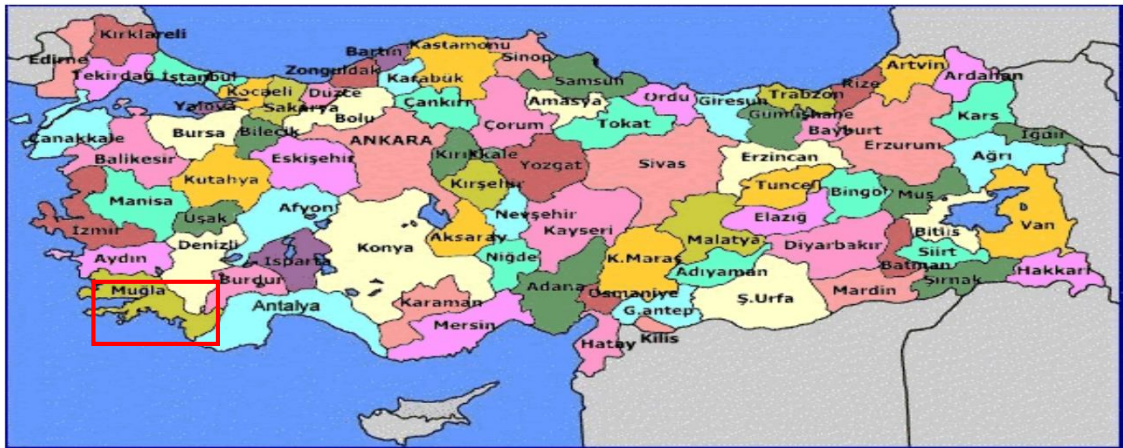 Kırklareli
Edirne
Tekirdağ
İstanbul
Kocaeli
Yalova
Sakarya
Düzce
Zonguldak
Bartın
Karabük
Kastamonu
Sinop
Samsun
Çankırı
Bolu
Bilecik
Bursa
Çanakkale
Balikesir
Kutahya
Eskişehir
ANKARA
Kırıkkale
Çorum
Amasya
Tokat
Ordu
Giresun
Trabzon
Rize
Artvin
Ardahan
Kars
Iğdır
Gümüşhane
Bayburt
Erzurum
Ağrı
Erzincan
Sivas
Yozgat
Kırşehir
Nevşehir
Kayseri
Aksaray
Niğde
Konya
Afyon
Uşak
Manisa
İzmir
Aydın
Denizli
Isparta
Burdur
Muğla
Antalya
Karaman
Mersin
Adana
K.Maraş
Osmaniye
Hatay
Kilis
G.antep
Adıyaman
Malatya
Ş.Urfa
Elazığ
Tunceli
Bingöl
Muş
Bitlis
Van
Siirt
Batman
Diyarbakır
Mardin
Şırnak
Hakkari